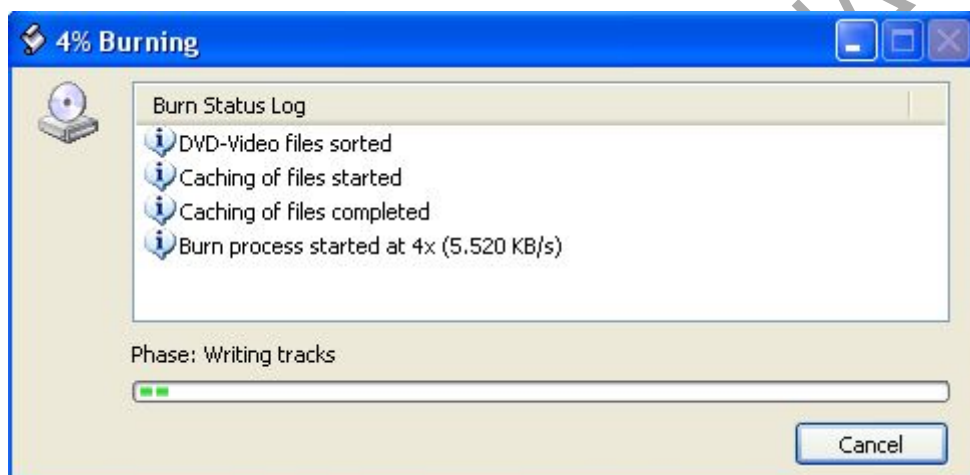 4% Burning
Burn Status Log
DVD-Video files sorted
Caching of files started
Caching of files completed
Burn process started at 4x (5.520 KB/s)
Phase: Writing tracks
Cancel